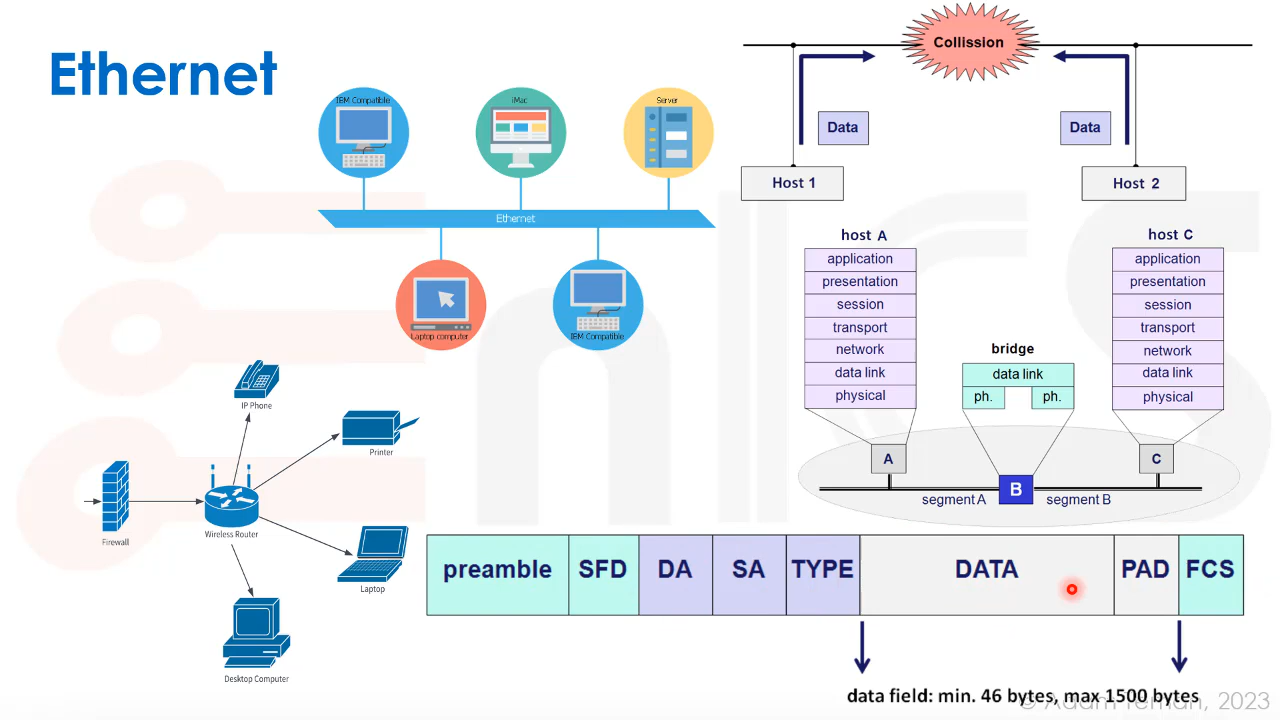 Ethernet
IBM Compatible
iMac
Server
Ethernet
Laptop computer
IBM Compatible
Collission
Data
Data
Host 1
Host 2
host A
application
presentation
session
transport
network
data link
physical
bridge
data link
ph.
ph.
host C
application
presentation
session
transport
network
data link
physical
A
B
C
segment A
segment B
IP Phone
Printer
Firewall
Wireless Router
Laptop
Desktop Computer
preamble
SFD
DA
SA
TYPE
DATA
PAD
FCS
data field: min. 46 bytes, max 1500 bytes
2023